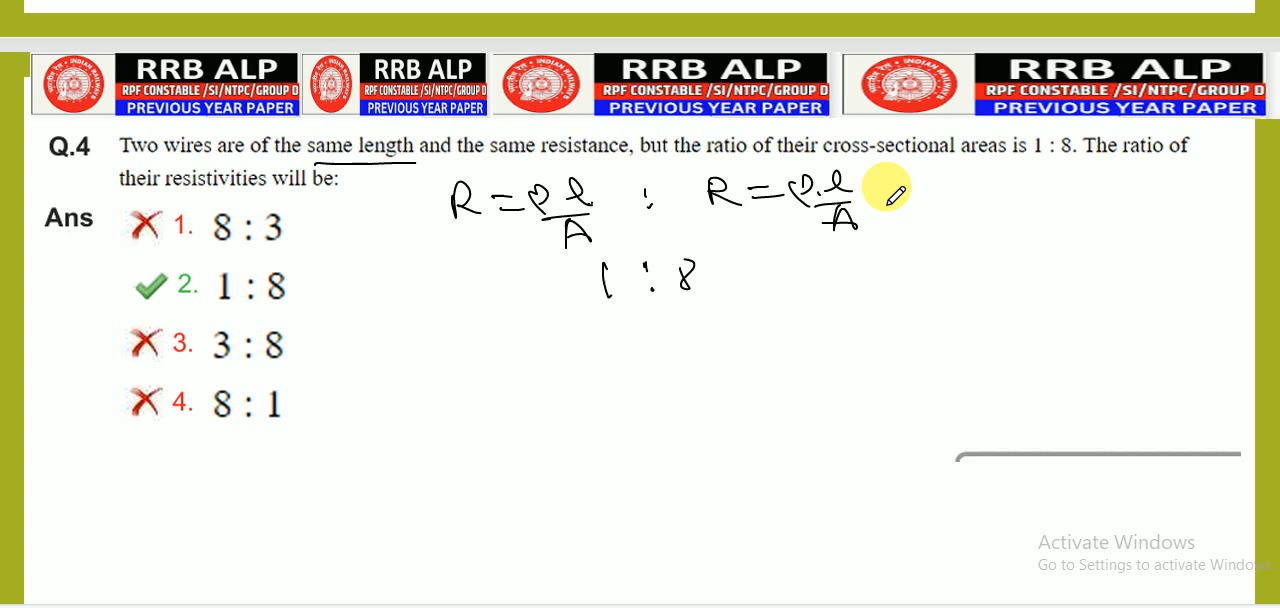 RRB ALP RRB ALP RRB ALP RRB ALP
RPF CONSTABLE /SI/NTPC/GROUP D RPF CONSTABLE /SI/NTPC/GROUP D RPF CONSTABLE /SI/NTPC/GROUP D RPF CONSTABLE /SI/NTPC/GROUP D
PREVIOUS YEAR PAPER PREVIOUS YEAR PAPER PREVIOUS YEAR PAPER PREVIOUS YEAR PAPER
Q.4 Two wires are of the same length and the same resistance, but the ratio of their cross-sectional areas is 1 : 8. The ratio of
their resistivities will be:
R = ρ l/A : R = ρ.l/A
Ans 1. 8 : 3
1 : 8
2. 1 : 8
3. 3 : 8
4. 8 : 1
Activate Windows
Go to Settings to activate Windows